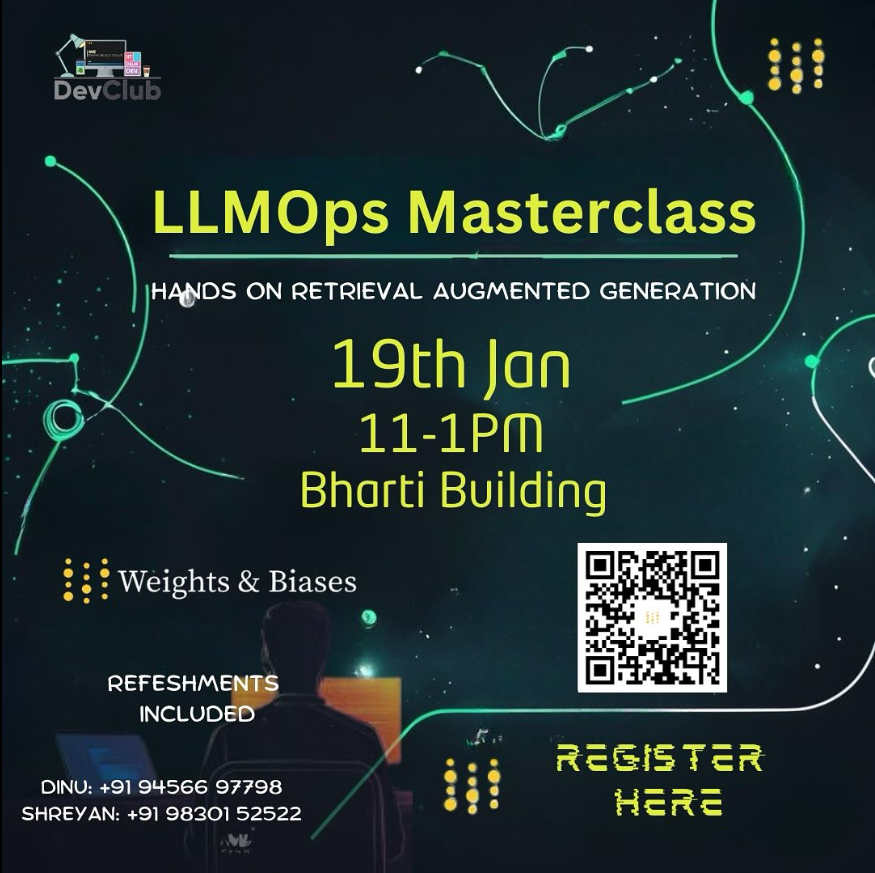 DevClub
LLMOps Masterclass
HANDS ON RETRIEVAL AUGMENTED GENERATION
19th Jan
11-1PM
Bharti Building
Weights & Biases
REFESHMENTS
INCLUDED
DINU: +91 94566 97798
SHREYAN: +91 98301 52522
REGISTER
HERE